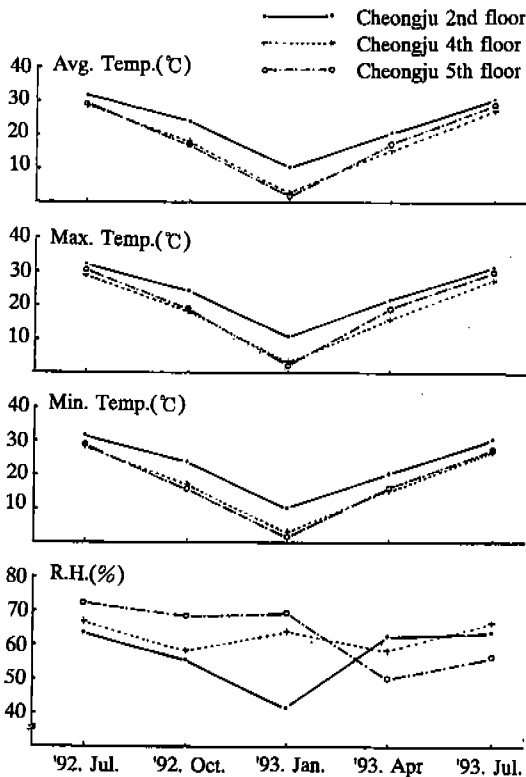 Cheongju 2nd floor
Cheongju 4th floor
Cheongju 5th floor
Avg. Temp.(℃)
40
30
20
10
Max. Temp.(℃)
40
30
20
10
Min. Temp.(℃)
40
30
20
10
R.H.(%)
80
70
60
50
40
'92. Jul. '92. Oct. '93. Jan. '93. Apr '93. Jul.